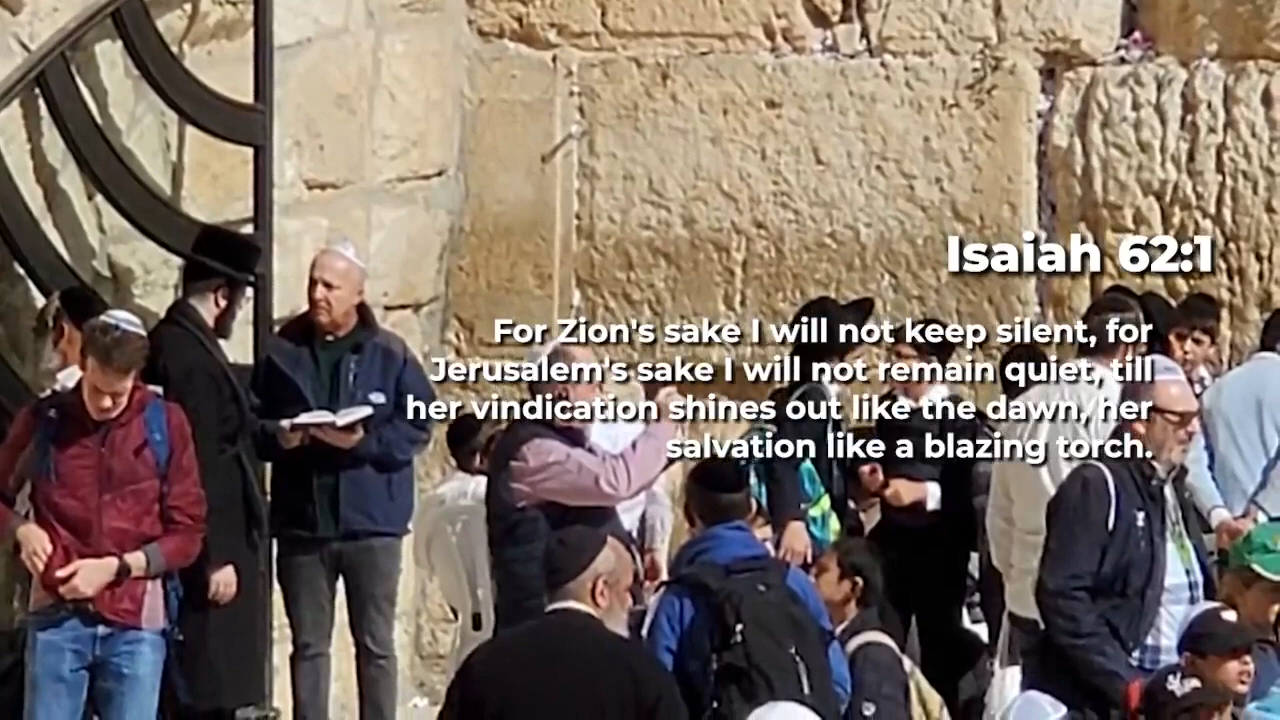 Isaiah 62:1
For Zion's sake I will not keep silent, for
Jerusalem's sake I will not remain quiet, till
her vindication shines out like the dawn, her
salvation like a blazing torch.